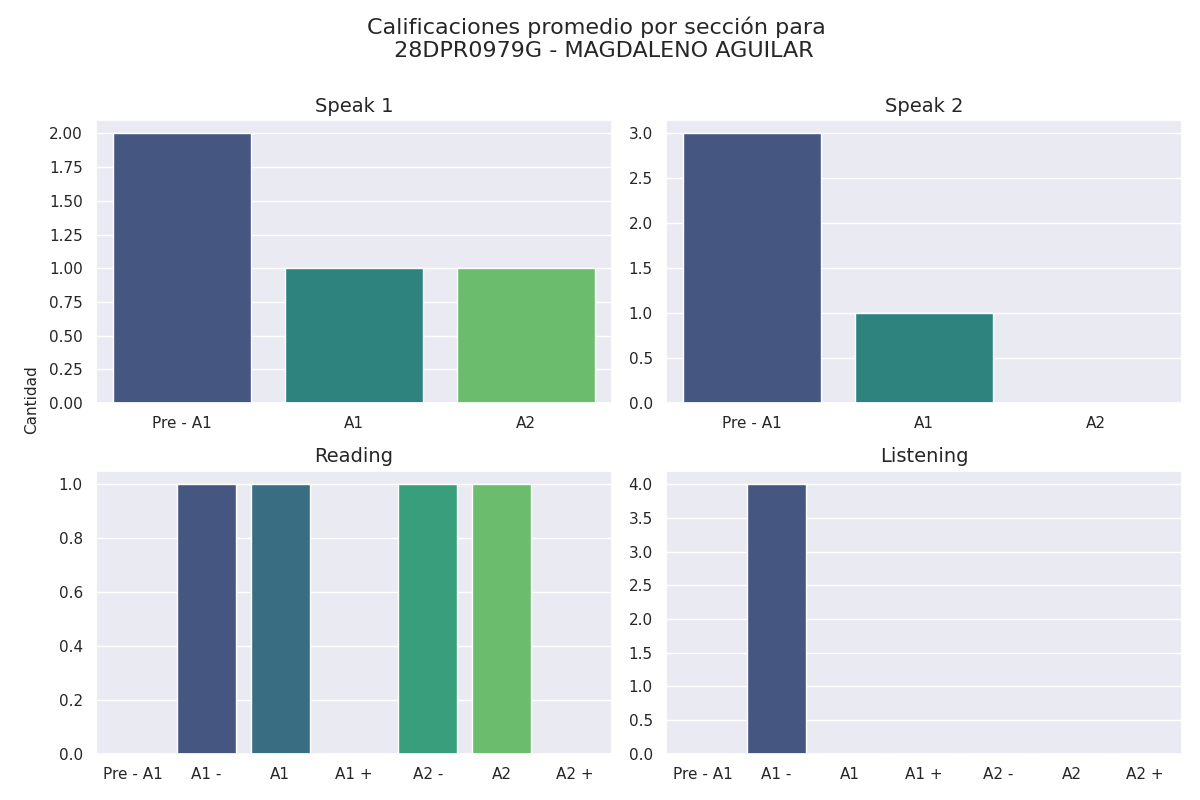 Calificaciones promedio por sección para
28DPR0979G - MAGDALENO AGUILAR
Speak 1
2.00
1.75
1.50
1.25
1.00
0.75
0.50
0.25
0.00
Pre - A1 A1 A2
Speak 2
3.0
2.5
2.0
1.5
1.0
0.5
0.0
Pre - A1 A1 A2
Cantidad
Reading
1.0
0.8
0.6
0.4
0.2
0.0
Pre - A1 A1 - A1 A1 + A2 - A2 A2 +
Listening
4.0
3.5
3.0
2.5
2.0
1.5
1.0
0.5
0.0
Pre - A1 A1 - A1 A1 + A2 - A2 A2 +